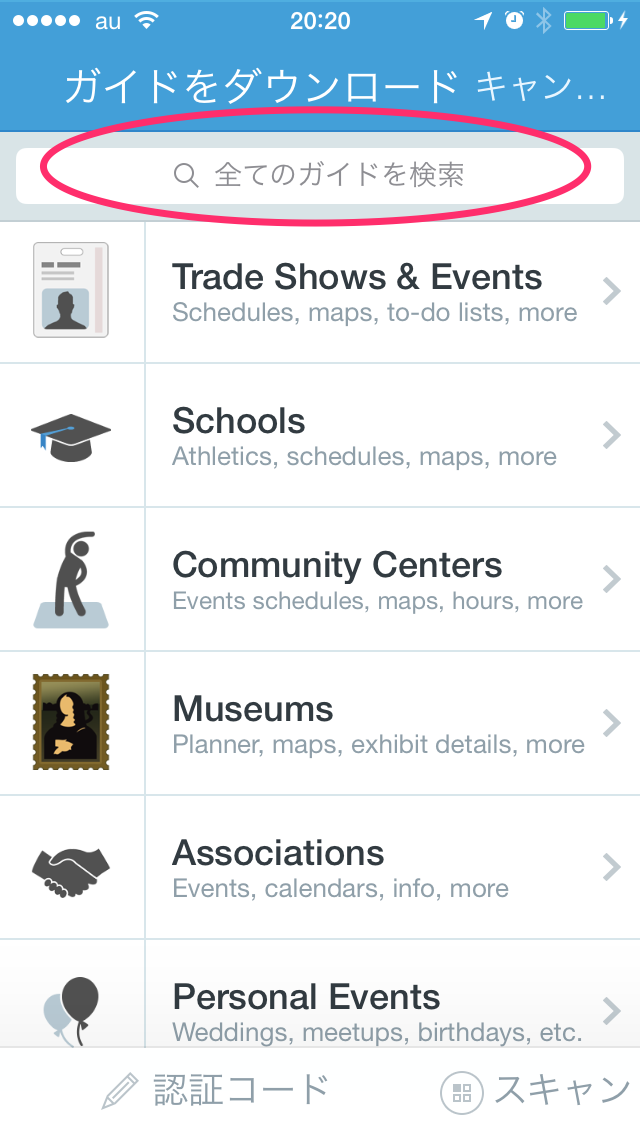 au 20:20
ガイドをダウンロード キャン...
全てのガイドを検索
Trade Shows & Events
Schedules, maps, to-do lists, more
Schools
Athletics, schedules, maps, more
Community Centers
Events schedules, maps, hours, more
Museums
Planner, maps, exhibit details, more
Associations
Events, calendars, info, more
Personal Events
Weddings, meetups, birthdays, etc.
認証コード スキャン